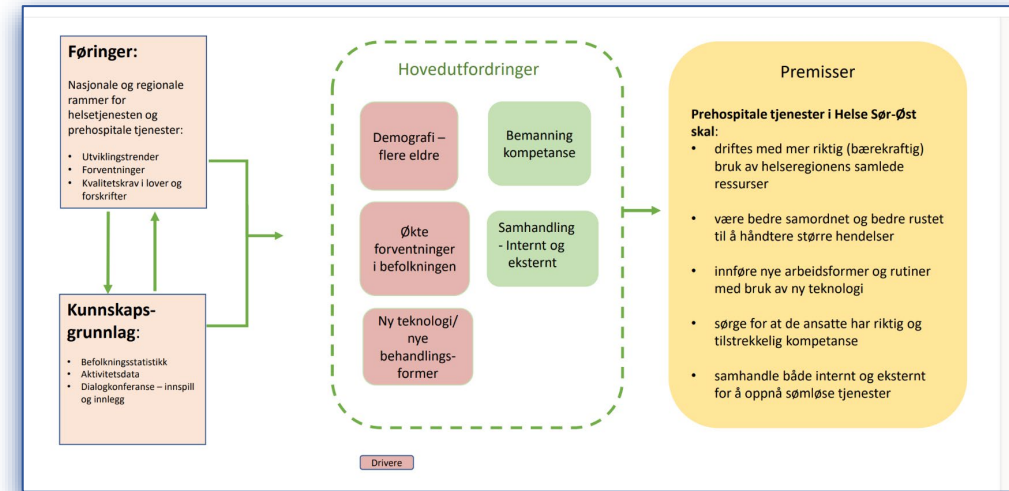 Føringer:
Nasjonale og regionale
rammer for
helsetjenesten og
prehospitale tjenester:
• Utviklingstrender
• Forventninger
• Kvalitetskrav i lover og
forskrifter
Kunnskaps-
grunnlag:
• Befolkningsstatistikk
• Aktivitetsdata
• Dialogkonferanse – innspill
og innlegg
Hovedutfordringer
Demografi –
flere eldre
Bemanning
kompetanse
Økte
forventninger
i befolkningen
Samhandling
- Internt og
eksternt
Ny teknologi/
nye
behandlings-
former
Drivere
Premisser
Prehospitale tjenester i Helse Sør-Øst
skal:
• driftes med mer riktig (bærekraftig)
bruk av helseregionens samlede
ressurser
• være bedre samordnet og bedre rustet
til å håndtere større hendelser
• innføre nye arbeidsformer og rutiner
med bruk av ny teknologi
• sørge for at de ansatte har riktig og
tilstrekkelig kompetanse
• samhandle både internt og eksternt
for å oppnå sømløse tjenester